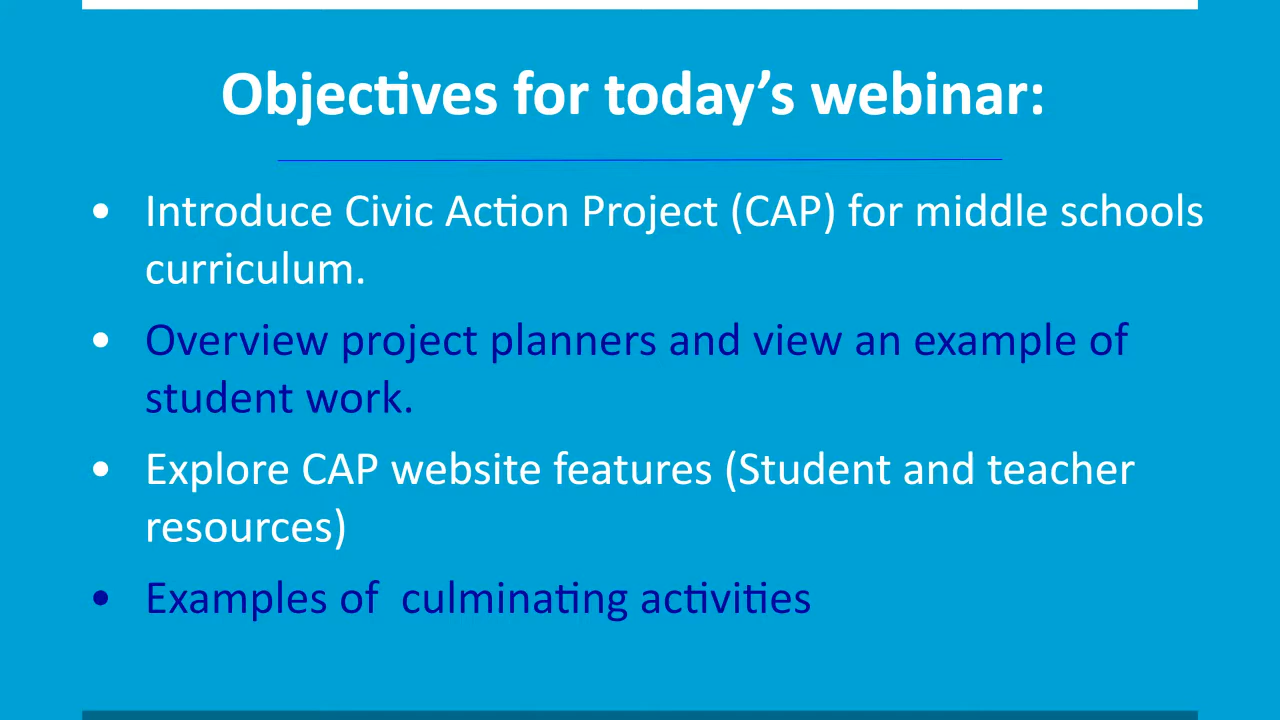 Objectives for today’s webinar:
• Introduce Civic Action Project (CAP) for middle schools
curriculum.
• Overview project planners and view an example of
student work.
• Explore CAP website features (Student and teacher
resources)
• Examples of  culminating activities